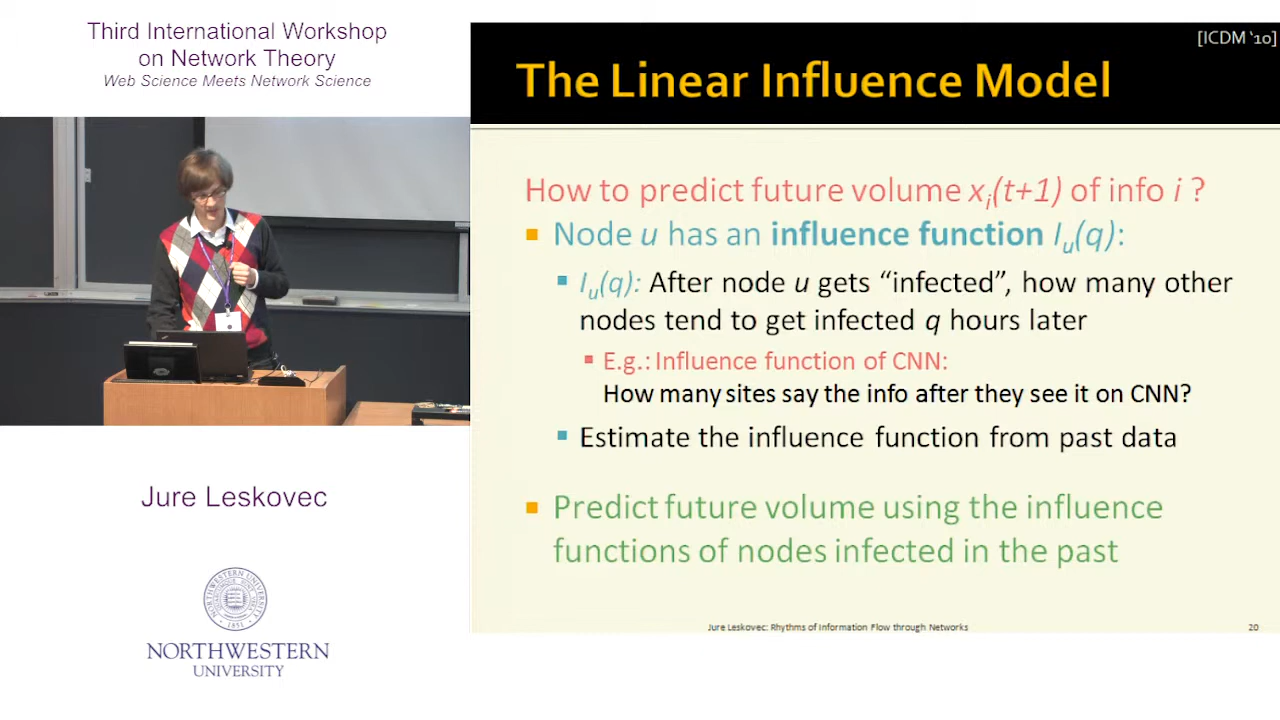 Third International Workshop
on Network Theory
Web Science Meets Network Science
[ICDM ‘10]
The Linear Influence Model
How to predict future volume xi(t+1) of info i ?
Node u has an influence function Iu(q):
Iu(q): After node u gets “infected”, how many other
nodes tend to get infected q hours later
E.g.: Influence function of CNN:
How many sites say the info after they see it on CNN?
Estimate the influence function from past data
Predict future volume using the influence
functions of nodes infected in the past
Jure Leskovec: Rhythms of Information Flow through Networks
20
Jure Leskovec
NORTHWESTERN
UNIVERSITY